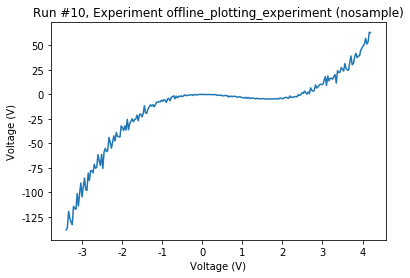 Run #10, Experiment offline_plotting_experiment (nosample)
50
25
0
-25
-50
-75
-100
-125
Voltage (V)
-3 -2 -1 0 1 2 3 4
Voltage (V)